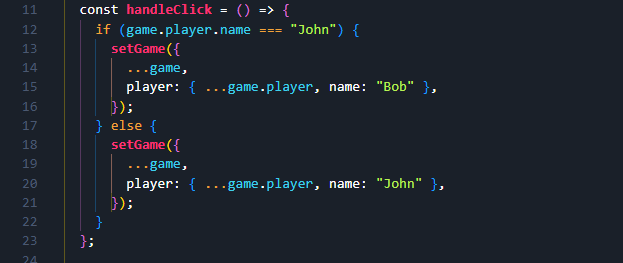 11 const handleClick = () => {
12 if (game.player.name === "John") {
13 setGame({
14 ...game,
15 player: { ...game.player, name: "Bob" },
16 });
17 } else {
18 setGame({
19 ...game,
20 player: { ...game.player, name: "John" },
21 });
22 }
23 };
24